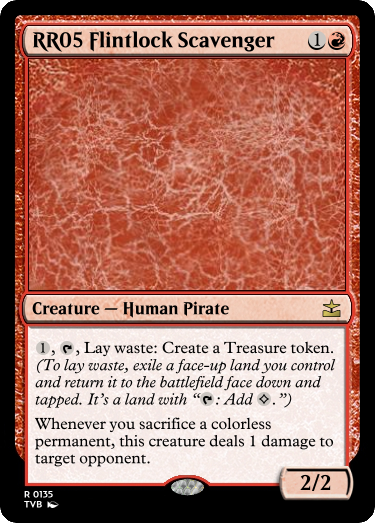 RR05 Flintlock Scavenger 1
Creature — Human Pirate
1, , Lay waste: Create a Treasure token.
(To lay waste, exile a face-up land you control
and return it to the battlefield face down and
tapped. It's a land with “ : Add .”)
Whenever you sacrifice a colorless
permanent, this creature deals 1 damage to
target opponent.
2/2
R 0135
TVB